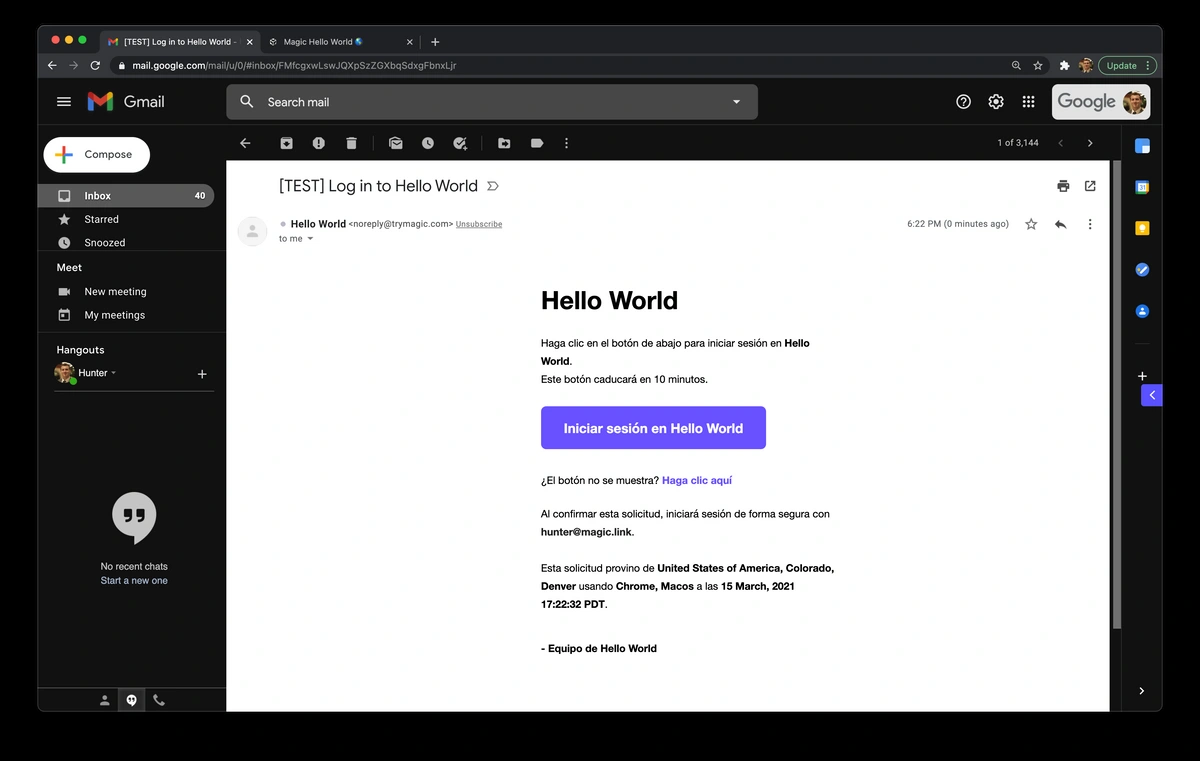 [TEST] Log in to Hello World -
Magic Hello World
mail.google.com/mail/u/0/#inbox/FMfcgxwLswJQXpSzZGXbqSdxgFbnxLjr
Update
Gmail
Search mail
Google
Compose
1 of 3,144
Inbox 40
Starred
Snoozed
Meet
New meeting
My meetings
Hangouts
Hunter
No recent chats
Start a new one
[TEST] Log in to Hello World
Hello World <noreply@trymagic.com> Unsubscribe
6:22 PM (0 minutes ago)
to me
Hello World
Haga clic en el botón de abajo para iniciar sesión en Hello
World.
Este botón caducará en 10 minutos.
Iniciar sesión en Hello World
¿El botón no se muestra? Haga clic aquí
Al confirmar esta solicitud, iniciará sesión de forma segura con
hunter@magic.link.
Esta solicitud provino de United States of America, Colorado,
Denver usando Chrome, Macos a las 15 March, 2021
17:22:32 PDT.
- Equipo de Hello World
31